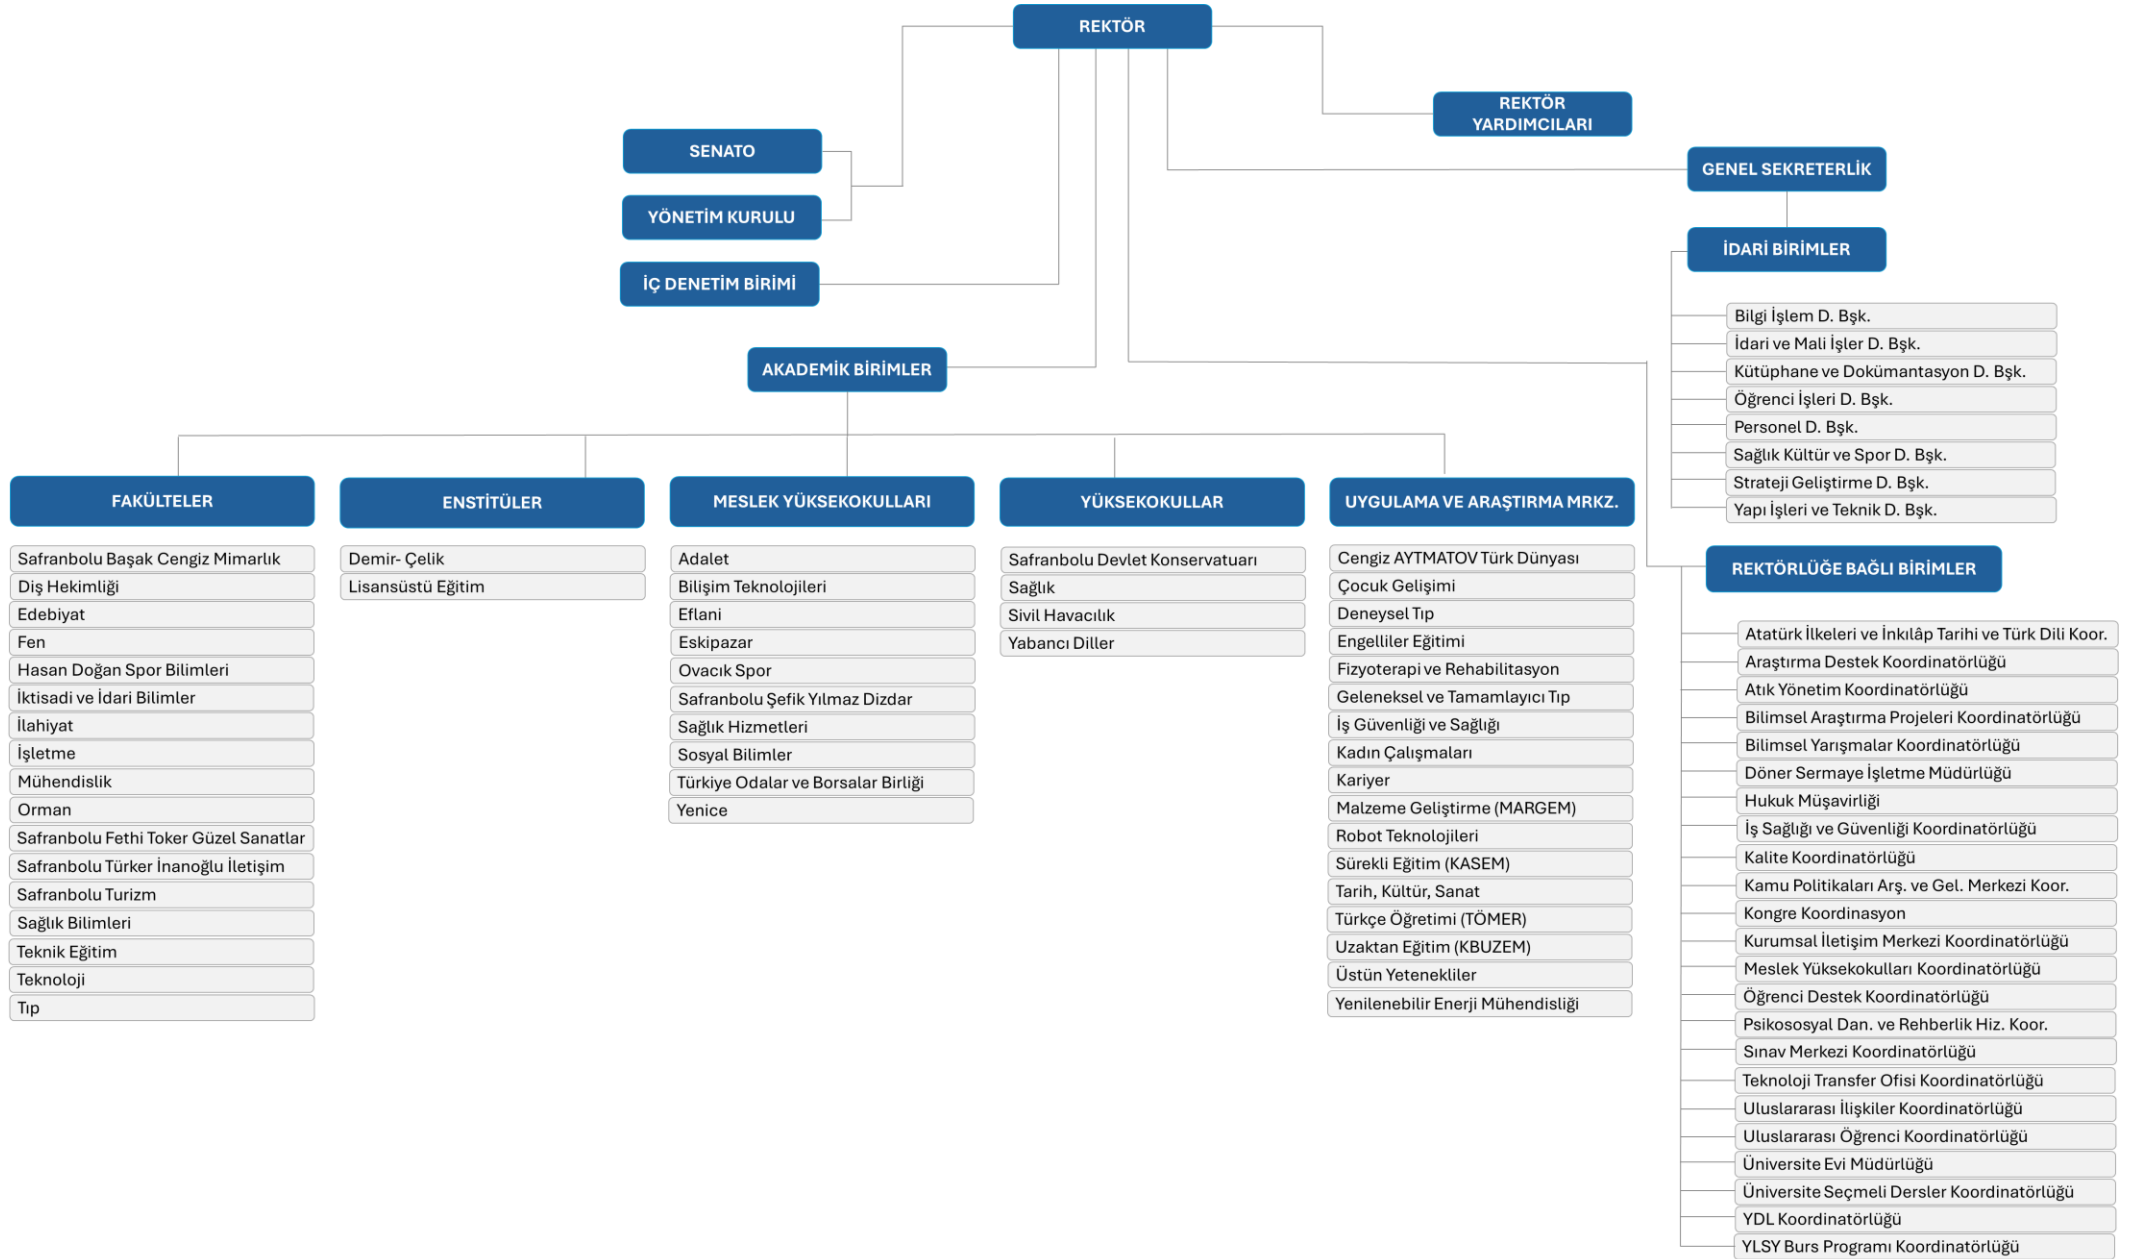 REKTÖR
REKTÖR
YARDIMCILARI
SENATO
GENEL SEKRETERLİK
YÖNETİM KURULU
İDARİ BİRİMLER
İÇ DENETİM BİRİMİ
Bilgi İşlem D. Bşk.
İdari ve Mali İşler D. Bşk.
Kütüphane ve Dokümantasyon D. Bşk.
Öğrenci İşleri D. Bşk.
Personel D. Bşk.
Sağlık Kültür ve Spor D. Bşk.
Strateji Geliştirme D. Bşk.
Yapı İşleri ve Teknik D. Bşk.
AKADEMİK BİRİMLER
FAKÜLTELER
Safranbolu Başak Cengiz Mimarlık
Diş Hekimliği
Edebiyat
Fen
Hasan Doğan Spor Bilimleri
İktisadi ve İdari Bilimler
İlahiyat
İşletme
Mühendislik
Orman
Safranbolu Fethi Toker Güzel Sanatlar
Safranbolu Türker İnanoğlu İletişim
Safranbolu Turizm
Sağlık Bilimleri
Teknik Eğitim
Teknoloji
Tıp
ENSTİTÜLER
Demir- Çelik
Lisansüstü Eğitim
MESLEK YÜKSEKOKULLARI
Adalet
Bilişim Teknolojileri
Eflani
Eskipazar
Ovacık Spor
Safranbolu Şefik Yılmaz Dizdar
Sağlık Hizmetleri
Sosyal Bilimler
Türkiye Odalar ve Borsalar Birliği
Yenice
YÜKSEKOKULLAR
Safranbolu Devlet Konservatuarı
Sağlık
Sivil Havacılık
Yabancı Diller
UYGULAMA VE ARAŞTIRMA MRKZ.
Cengiz AYTMATOV Türk Dünyası
Çocuk Gelişimi
Deneysel Tıp
Engelliler Eğitimi
Fizyoterapi ve Rehabilitasyon
Geleneksel ve Tamamlayıcı Tıp
İş Güvenliği ve Sağlığı
Kadın Çalışmaları
Kariyer
Malzeme Geliştirme (MARGEM)
Robot Teknolojileri
Sürekli Eğitim (KASEM)
Tarih, Kültür, Sanat
Türkçe Öğretimi (TÖMER)
Uzaktan Eğitim (KBUZEM)
Üstün Yetenekliler
Yenilenebilir Enerji Mühendisliği
REKTÖRLÜĞE BAĞLI BİRİMLER
Atatürk İlkeleri ve İnkılâp Tarihi ve Türk Dili Koor.
Araştırma Destek Koordinatörlüğü
Atık Yönetim Koordinatörlüğü
Bilimsel Araştırma Projeleri Koordinatörlüğü
Bilimsel Yarışmalar Koordinatörlüğü
Döner Sermaye İşletme Müdürlüğü
Hukuk Müşavirliği
İş Sağlığı ve Güvenliği Koordinatörlüğü
Kalite Koordinatörlüğü
Kamu Politikaları Arş. ve Gel. Merkezi Koor.
Kongre Koordinasyon
Kurumsal İletişim Merkezi Koordinatörlüğü
Meslek Yüksekokulları Koordinatörlüğü
Öğrenci Destek Koordinatörlüğü
Psikososyal Dan. ve Rehberlik Hiz. Koor.
Sınav Merkezi Koordinatörlüğü
Teknoloji Transfer Ofisi Koordinatörlüğü
Uluslararası İlişkiler Koordinatörlüğü
Uluslararası Öğrenci Koordinatörlüğü
Üniversite Evi Müdürlüğü
Üniversite Seçmeli Dersler Koordinatörlüğü
YDL Koordinatörlüğü
YLSY Burs Programı Koordinatörlüğü